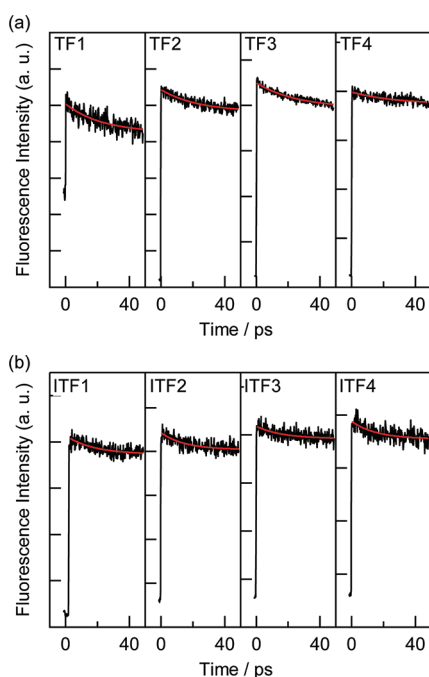 (a)
TF1 TF2 TF3 TF4
Fluorescence Intensity (a. u.)
0 40 0 40 0 40 0 40
Time / ps
(b)
ITF1 ITF2 ITF3 ITF4
Fluorescence Intensity (a. u.)
0 40 0 40 0 40 0 40
Time / ps